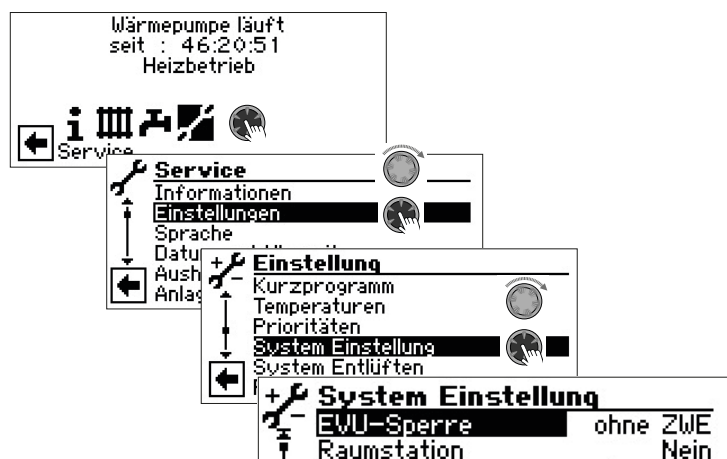 Wärmepumpe läuft
seit : 46:20:51
Heizbetrieb
Service
Service
Informationen
Einstellungen
Sprache
Einstellung
Kurzprogramm
Temperaturen
Prioritäten
System Einstellung
System Entlüften
System Einstellung
EVU-Sperre ohne ZWE
Raumstation Nein